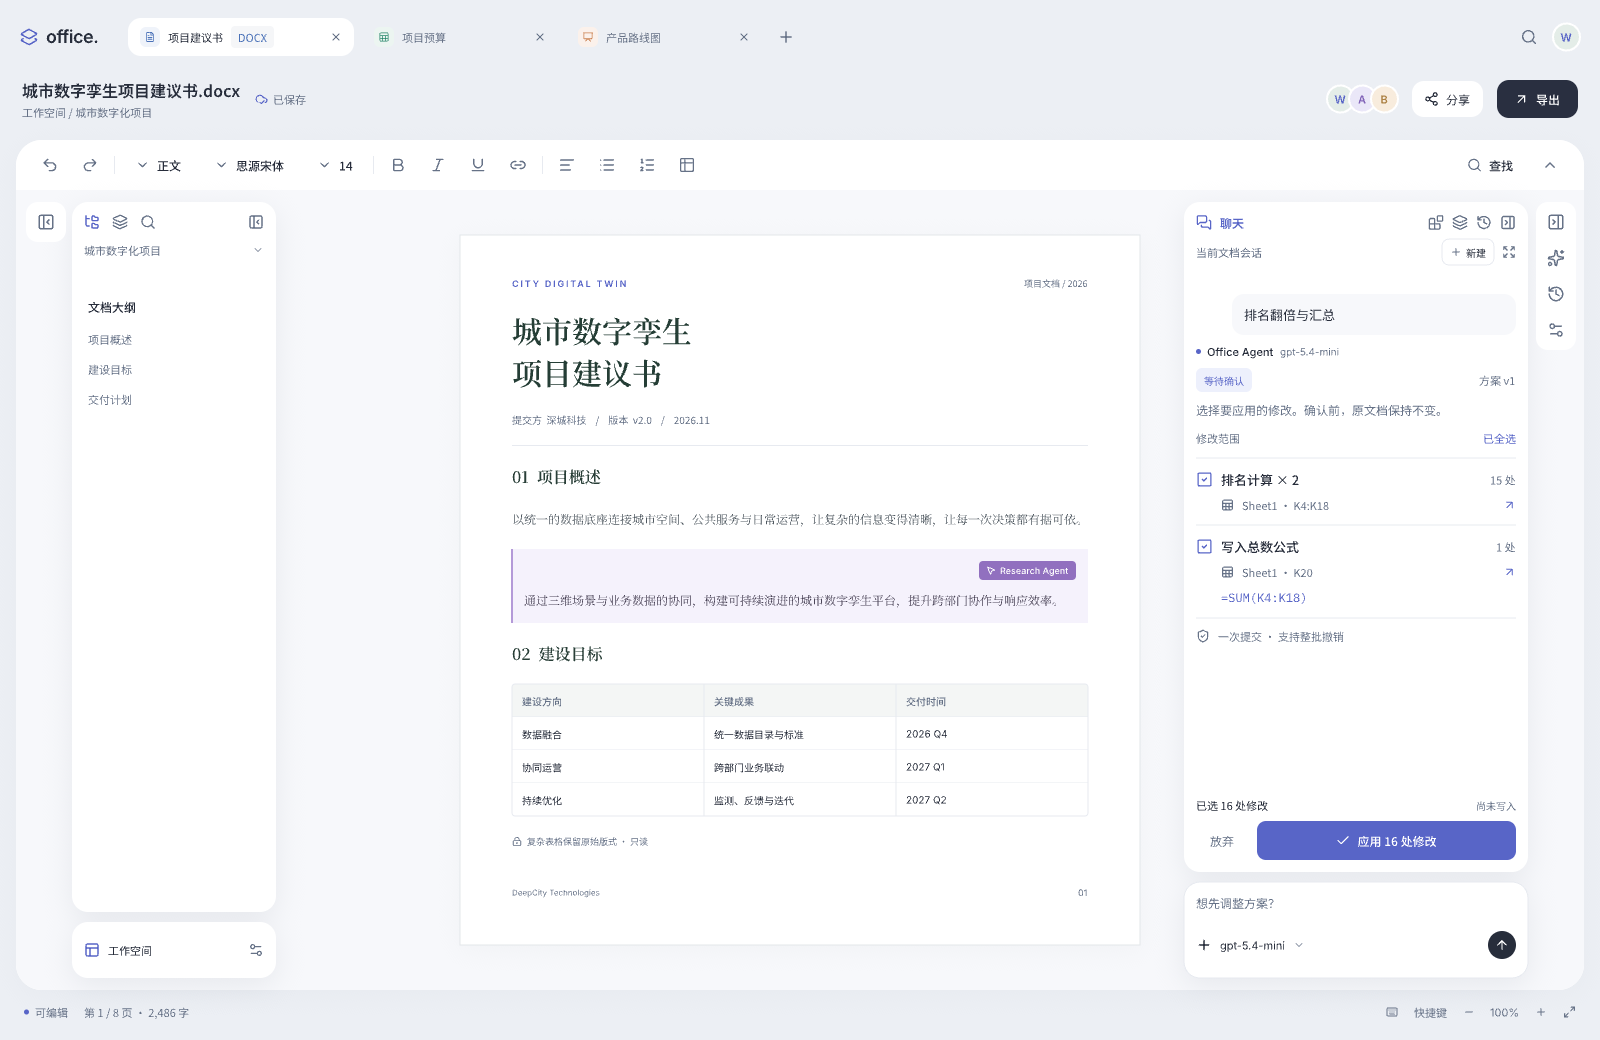 office.
项目建议书 DOCX
项目预算
产品路线图
W
城市数字孪生项目建议书.docx
已保存
工作空间 / 城市数字化项目
W A B
分享
导出
正文
思源宋体
14
查找
城市数字化项目
文档大纲
项目概述
建设目标
交付计划
工作空间
CITY DIGITAL TWIN
项目文档 / 2026
城市数字孪生
项目建议书
提交方 深城科技 / 版本 v2.0 / 2026.11
01 项目概述
以统一的数据底座连接城市空间、公共服务与日常运营，让复杂的信息变得清晰，让每一次决策都有据可依。
Research Agent
通过三维场景与业务数据的协同，构建可持续演进的城市数字孪生平台，提升跨部门协作与响应效率。
02 建设目标
建设方向 关键成果 交付时间
数据融合 统一数据目录与标准 2026 Q4
协同运营 跨部门业务联动 2027 Q1
持续优化 监测、反馈与迭代 2027 Q2
复杂表格保留原始版式 · 只读
DeepCity Technologies
01
聊天
当前文档会话
新建
排名翻倍与汇总
Office Agent gpt-5.4-mini
等待确认
方案 v1
选择要应用的修改。确认前，原文档保持不变。
修改范围
已全选
排名计算 × 2
15 处
Sheet1 · K4:K18
写入总数公式
1 处
Sheet1 · K20
=SUM(K4:K18)
一次提交 · 支持整批撤销
已选 16 处修改
尚未写入
放弃
应用 16 处修改
想先调整方案？
gpt-5.4-mini
可编辑
第 1 / 8 页 · 2,486 字
快捷键
100%